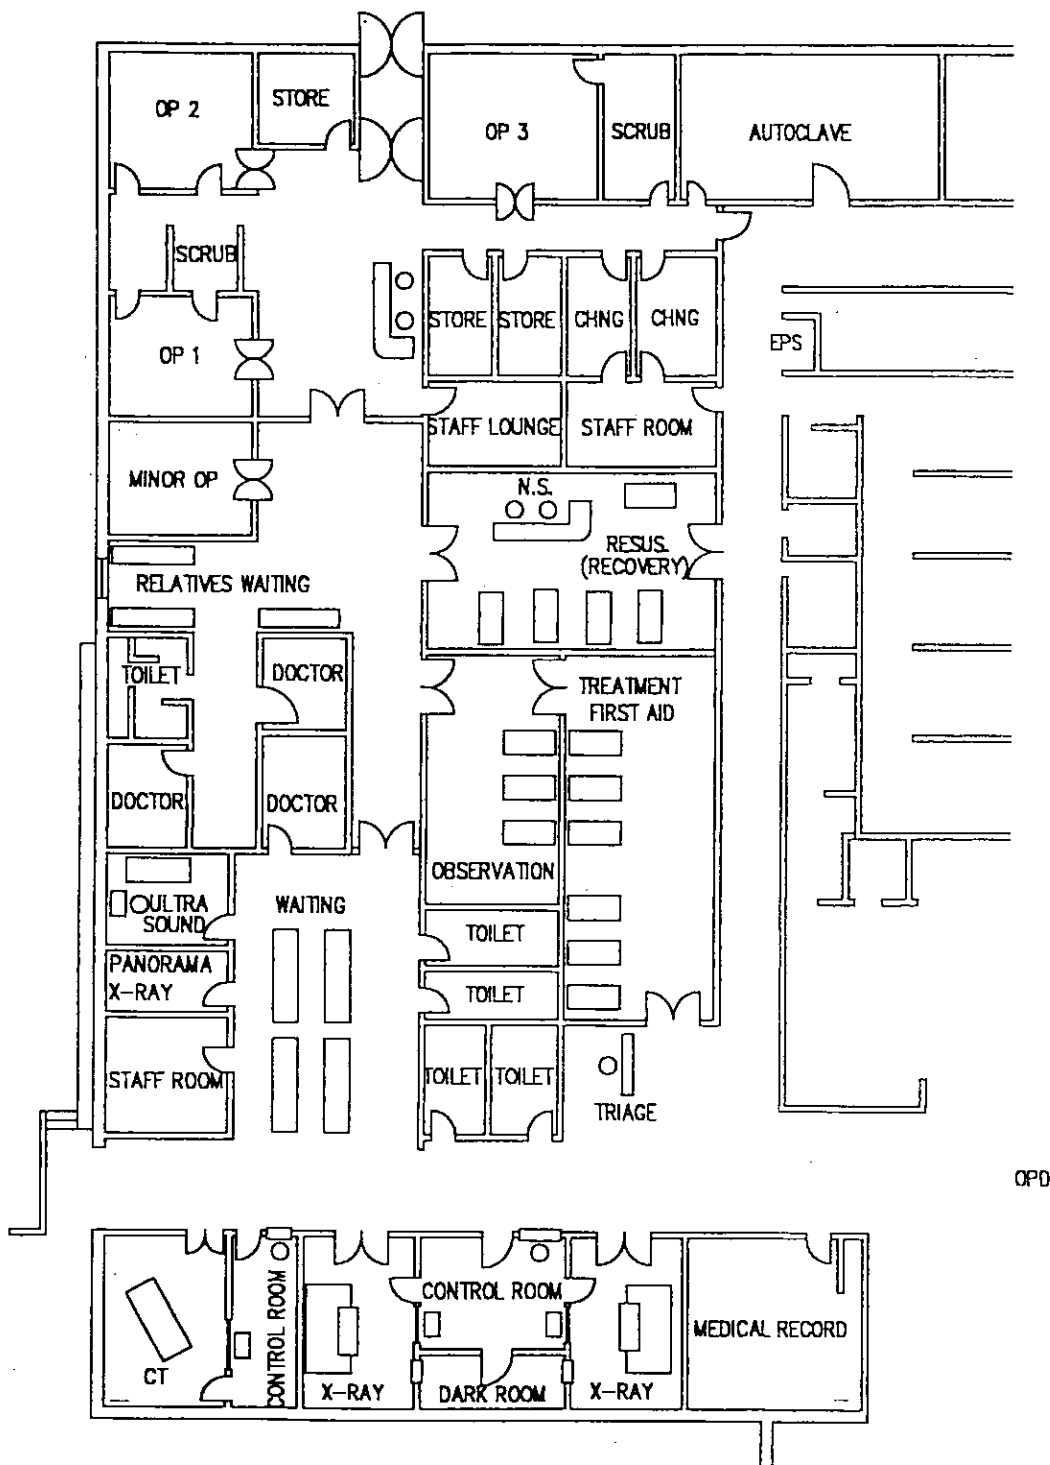 OP 2
STORE
OP 3
SCRUB
AUTOCLAVE
SCRUB
STORE
STORE
CHNG
CHNG
EPS
OP 1
STAFF LOUNGE
STAFF ROOM
MINOR OP
N.S.
RESUS.
(RECOVERY)
RELATIVES WAITING
TOILET
DOCTOR
TREATMENT
FIRST AID
DOCTOR
DOCTOR
OBSERVATION
ULTRA
SOUND
WAITING
TOILET
PANORAMA
X-RAY
TOILET
STAFF ROOM
TOILET
TOILET
TRIAGE
OPD
CT
CONTROL ROOM
X-RAY
CONTROL ROOM
DARK ROOM
X-RAY
MEDICAL RECORD